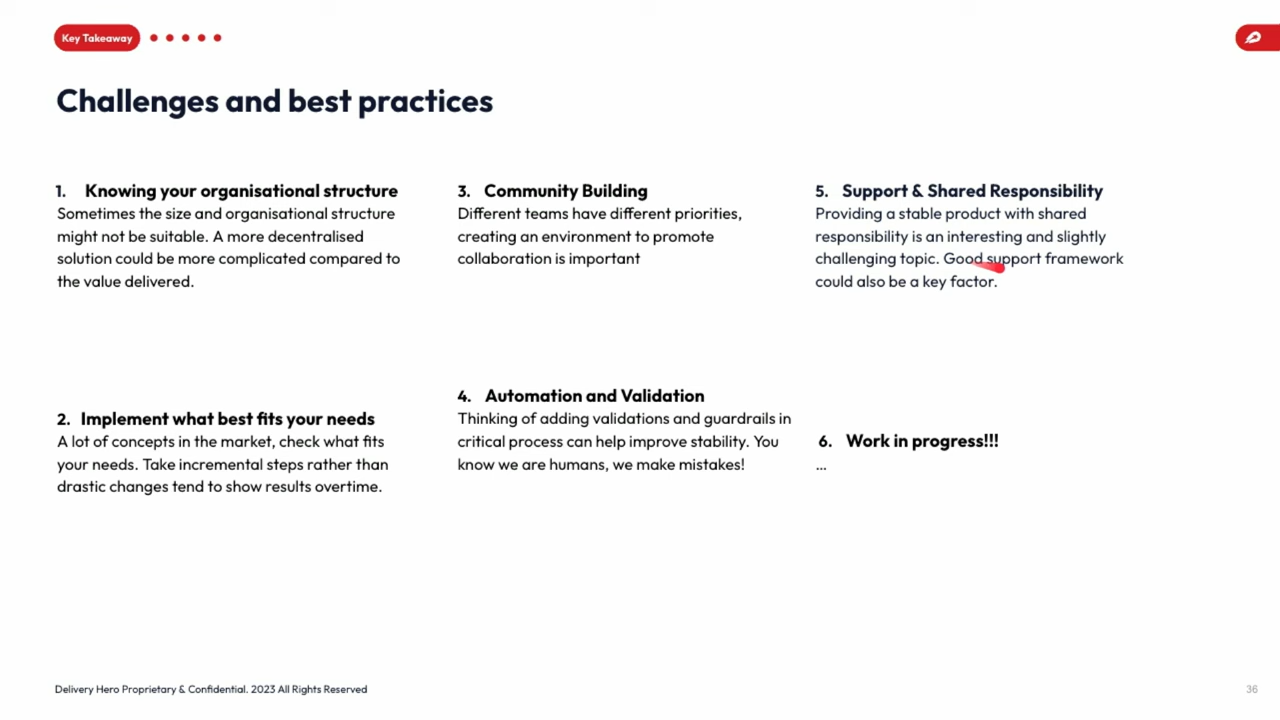 Key Takeaway
Challenges and best practices
1. Knowing your organisational structure
Sometimes the size and organisational structure
might not be suitable. A more decentralised
solution could be more complicated compared to
the value delivered.
2. Implement what best fits your needs
A lot of concepts in the market, check what fits
your needs. Take incremental steps rather than
drastic changes tend to show results overtime.
3. Community Building
Different teams have different priorities,
creating an environment to promote
collaboration is important
4. Automation and Validation
Thinking of adding validations and guardrails in
critical process can help improve stability. You
know we are humans, we make mistakes!
5. Support & Shared Responsibility
Providing a stable product with shared
responsibility is an interesting and slightly
challenging topic. Good support framework
could also be a key factor.
6. Work in progress!!!
...
Delivery Hero Proprietary & Confidential. 2023 All Rights Reserved
36